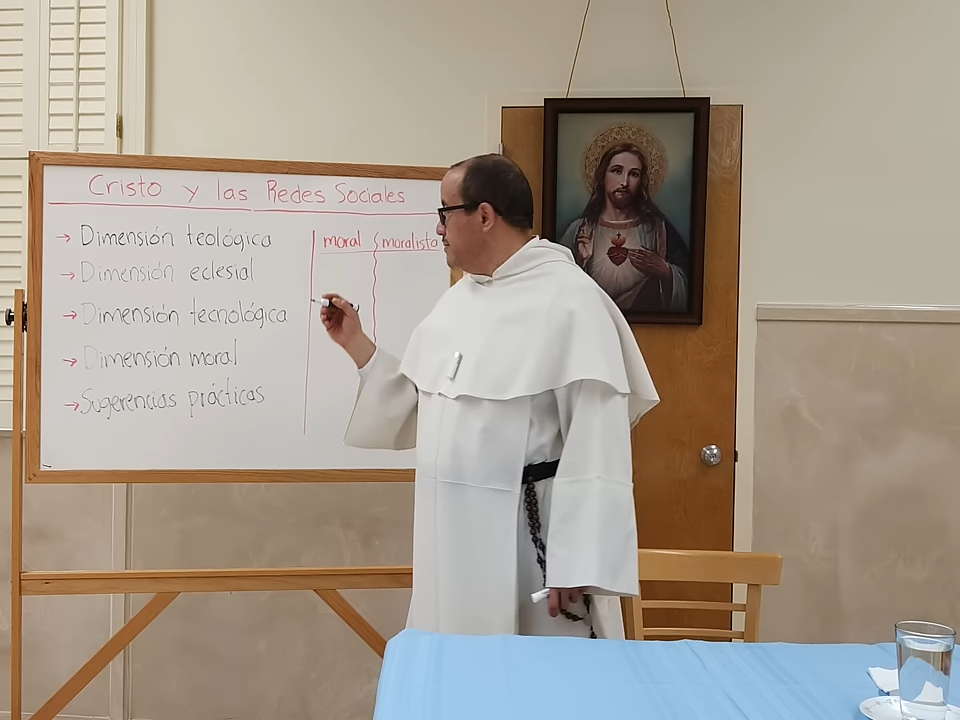 Cristo y las Redes Sociales
→ Dimensión teológica
→ Dimensión eclesial
→ Dimensión tecnológica
→ Dimensión moral
→ Sugerencias prácticas
moral moralista